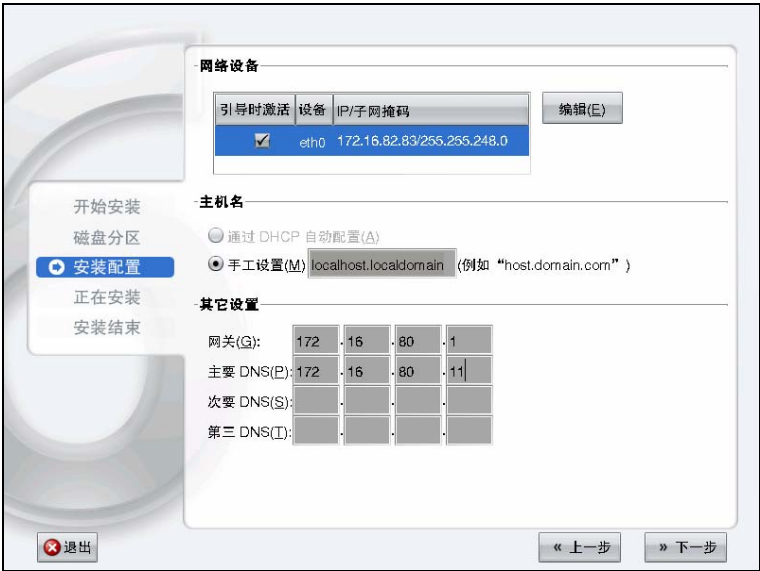 网络设备
引导时激活 设备 IP/子网掩码
eth0 172.16.82.83/255.255.248.0
编辑(E)
开始安装
磁盘分区
安装配置
正在安装
安装结束
主机名
通过 DHCP 自动配置(A)
手工设置(M) localhost.localdomain (例如“host.domain.com”)
其它设置
网关(G): 172 . 16 . 80 . 1
主要 DNS(P): 172 . 16 . 80 . 11
次要 DNS(S): . . .
第三 DNS(T): . . .
退出
« 上一步
» 下一步